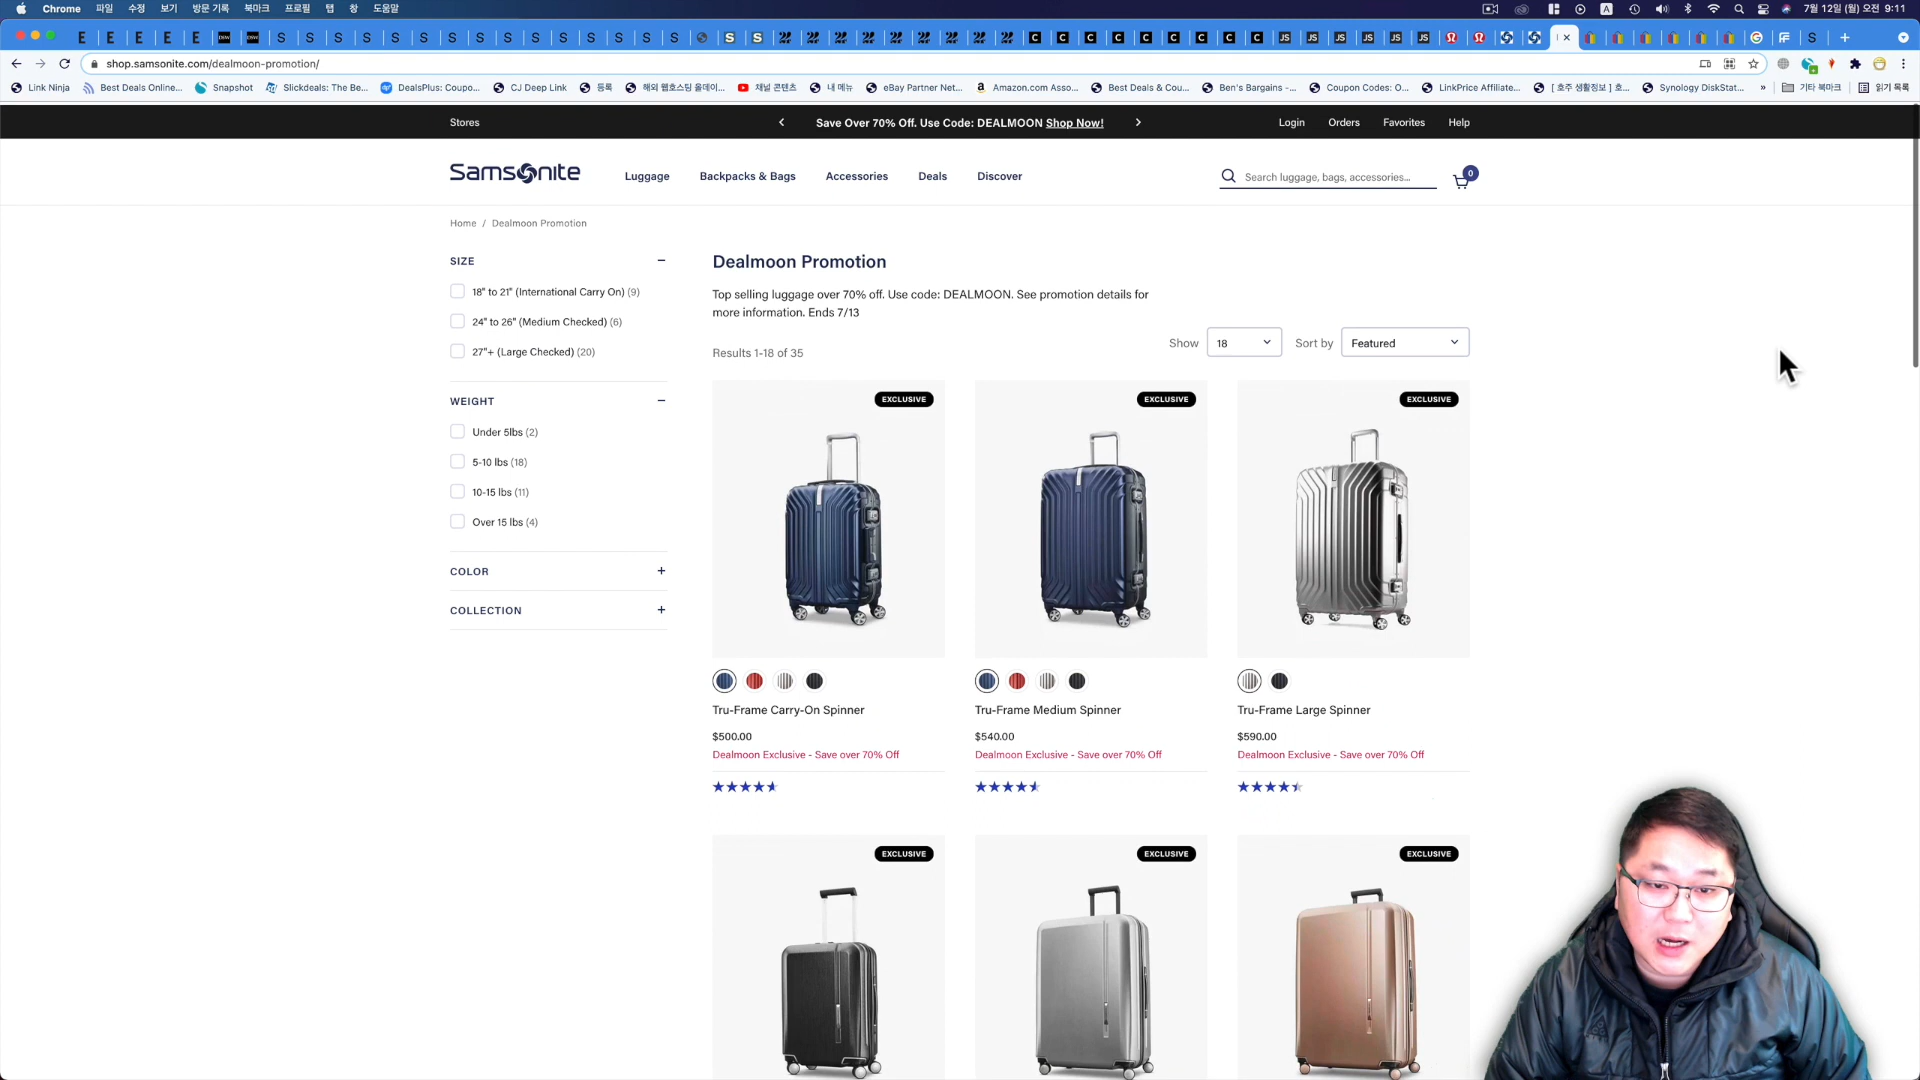 Chrome 파일 수정 보기 방문 기록 북마크 프로필 탭 창 도움말
7월 12일 (월) 오전 9:11
shop.samsonite.com/dealmoon-promotion/
Link Ninja Best Deals Online... Snapshot Slickdeals: The Be... DealsPlus: Coupo... CJ Deep Link 등록 해외 웹호스팅 올데이... 채널 콘텐츠 내 메뉴 eBay Partner Net... Amazon.com Asso... Best Deals & Cou... Ben's Bargains -... Coupon Codes: O... LinkPrice Affiliate... [ 호주 생활정보 ] 호... Synology DiskStat... » 기타 북마크 읽기 목록
Stores
Save Over 70% Off. Use Code: DEALMOON Shop Now!
Login Orders Favorites Help
Samsonite
Luggage Backpacks & Bags Accessories Deals Discover
Search luggage, bags, accessories...
0
Home / Dealmoon Promotion
SIZE
18" to 21" (International Carry On) (9)
24" to 26" (Medium Checked) (6)
27"+ (Large Checked) (20)
WEIGHT
Under 5lbs (2)
5-10 lbs (18)
10-15 lbs (11)
Over 15 lbs (4)
COLOR
COLLECTION
Dealmoon Promotion
Top selling luggage over 70% off. Use code: DEALMOON. See promotion details for
more information. Ends 7/13
Results 1-18 of 35
Show 18 Sort by Featured
EXCLUSIVE
EXCLUSIVE
EXCLUSIVE
Tru-Frame Carry-On Spinner
$500.00
Dealmoon Exclusive - Save over 70% Off
Tru-Frame Medium Spinner
$540.00
Dealmoon Exclusive - Save over 70% Off
Tru-Frame Large Spinner
$590.00
Dealmoon Exclusive - Save over 70% Off
EXCLUSIVE
EXCLUSIVE
EXCLUSIVE